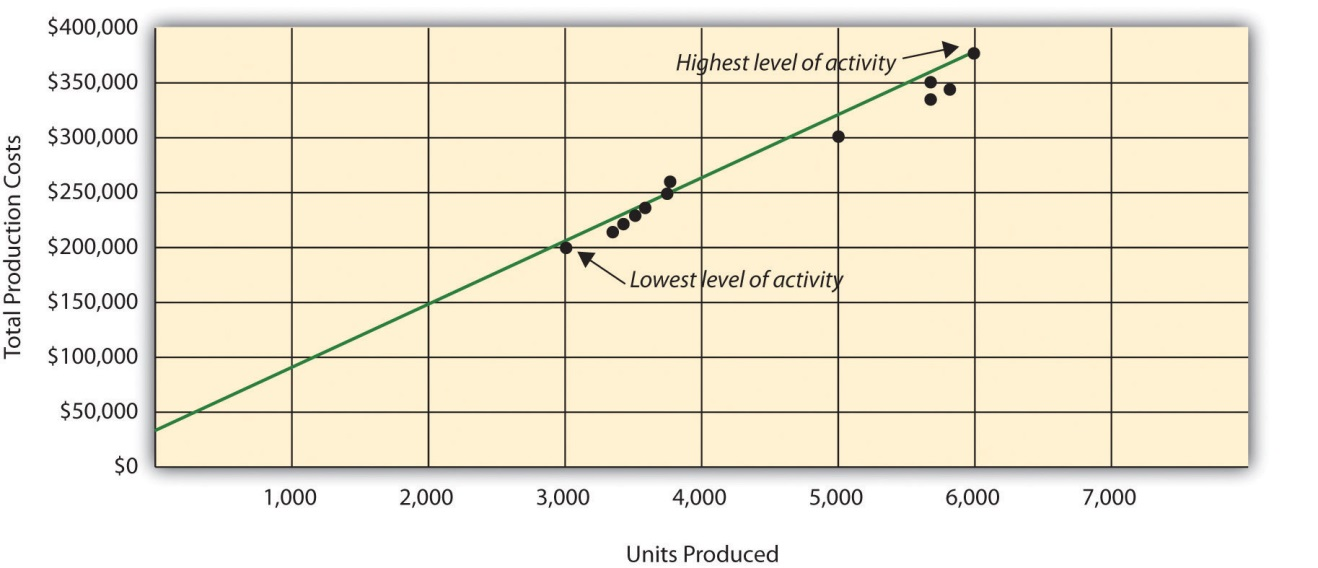 $400,000
$350,000
$300,000
$250,000
$200,000
$150,000
$100,000
$50,000
$0
Total Production Costs
Highest level of activity
Lowest level of activity
1,000 2,000 3,000 4,000 5,000 6,000 7,000
Units Produced